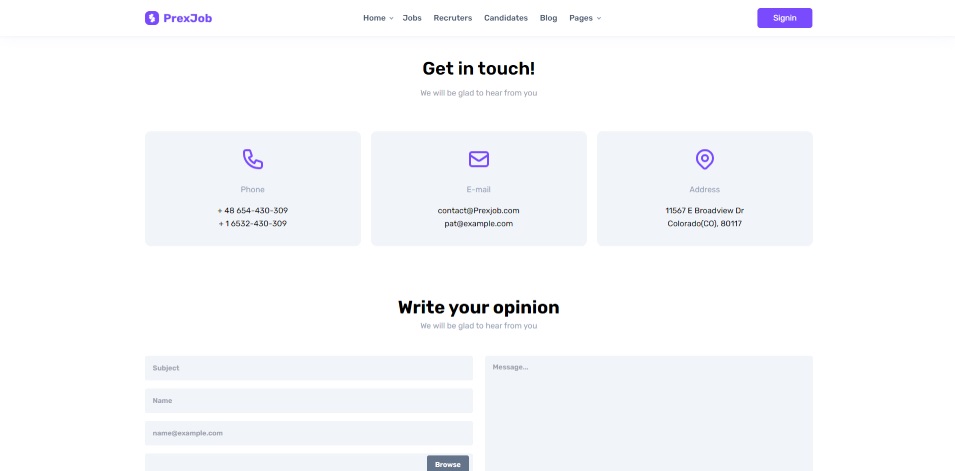 PrexJob
Home Jobs Recruters Candidates Blog Pages
Signin
Get in touch!
We will be glad to hear from you
Phone
+ 48 654-430-309
+ 1 6532-430-309
E-mail
contact@Prexjob.com
pat@example.com
Address
11567 E Broadview Dr
Colorado(CO), 80117
Write your opinion
We will be glad to hear from you
Subject
Name
name@example.com
Browse
Message...